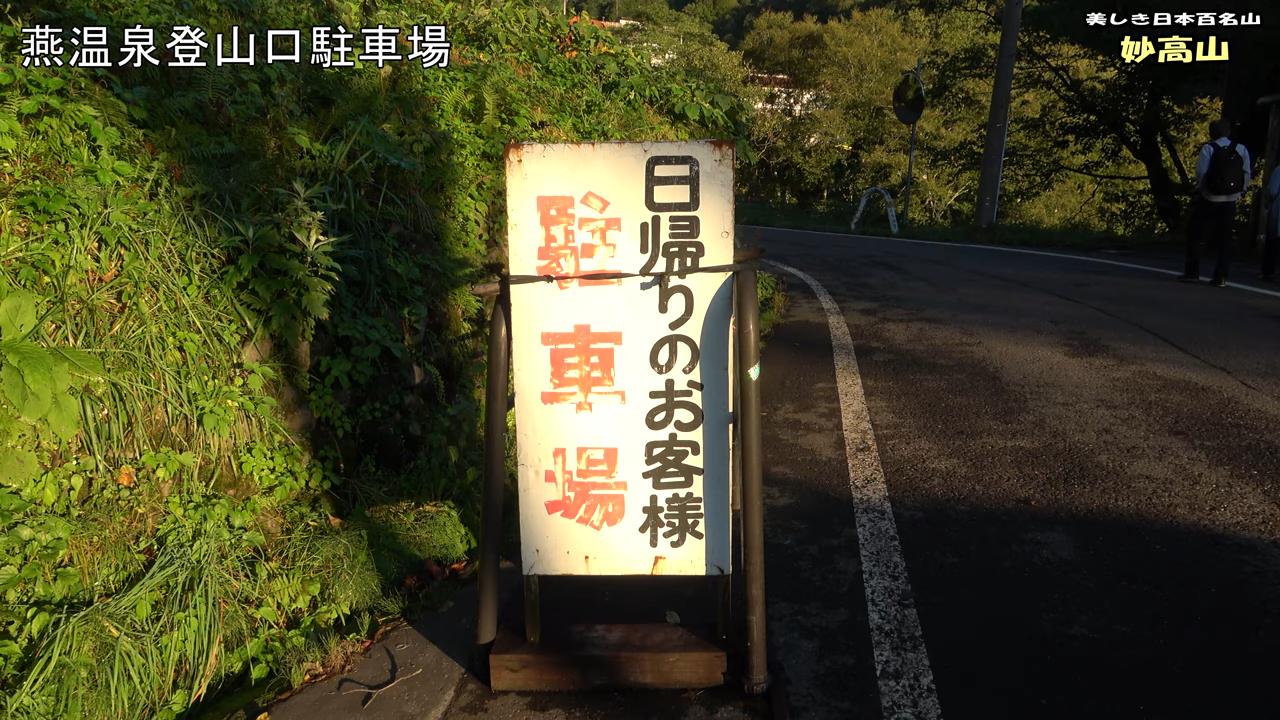 燕温泉登山口駐車場
美しき日本百名山
妙高山
日帰りのお客様
駐車場